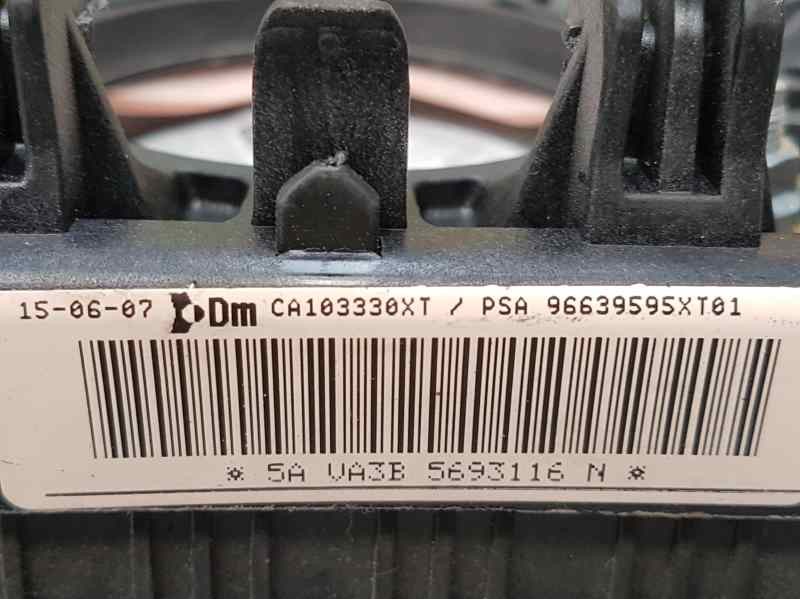 15-06-07 Dm CA103330XT / PSA 96639595XT01
* 5A VA3B 5693116 N *